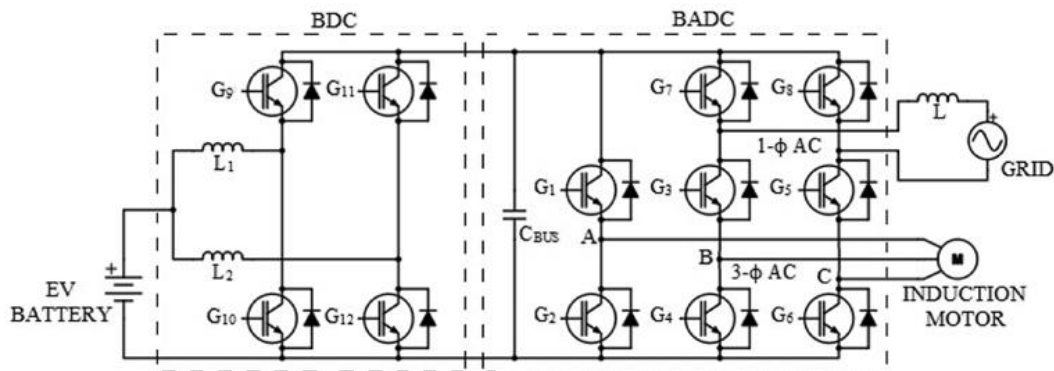 BDC
BADC
G9
G11
G7
G8
L
+
1-ϕ AC
GRID
L1
G1
G3
G5
CBUS
A
L2
B
3-ϕ AC
C
M
+
EV
BATTERY
INDUCTION
MOTOR
G10
G12
G2
G4
G6